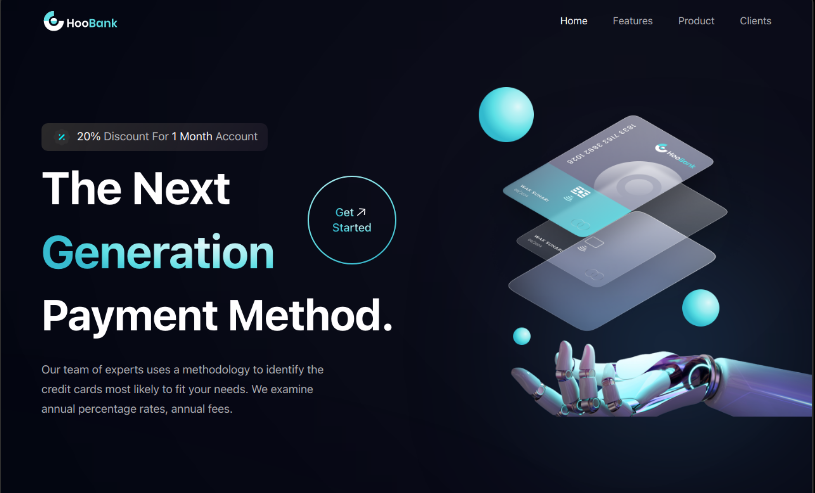 HooBank
Home Features Product Clients
20% Discount For 1 Month Account
The Next
Generation
Payment Method.
Get
Started
Our team of experts uses a methodology to identify the
credit cards most likely to fit your needs. We examine
annual percentage rates, annual fees.
HooBank